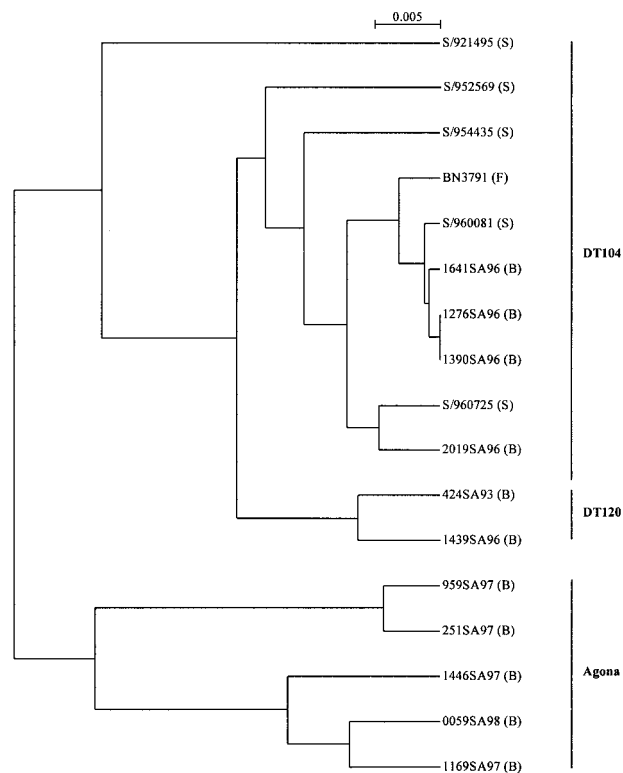 0.005
S/921495 (S)
S/952569 (S)
S/954435 (S)
BN3791 (F)
S/960081 (S)
DT104
1641SA96 (B)
1276SA96 (B)
1390SA96 (B)
S/960725 (S)
2019SA96 (B)
424SA93 (B)
DT120
1439SA96 (B)
959SA97 (B)
251SA97 (B)
Agona
1446SA97 (B)
0059SA98 (B)
1169SA97 (B)